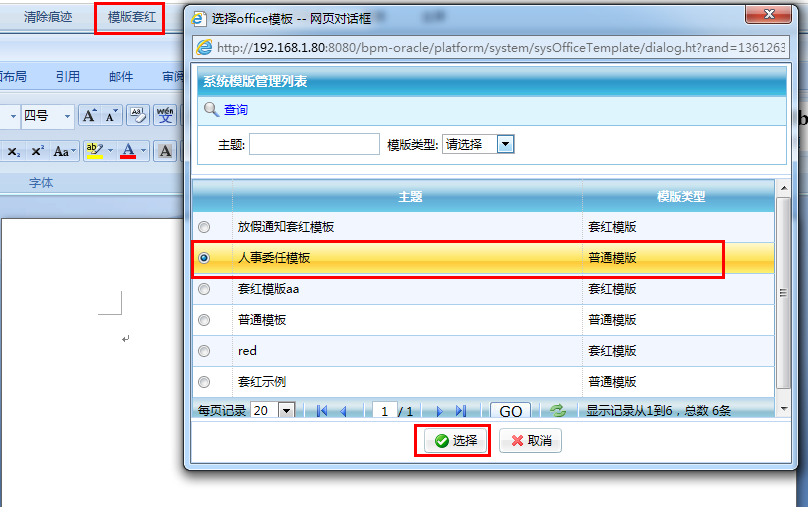 清除痕迹 模版套红
选择office模板 -- 网页对话框
http://192.168.1.80:8080/bpm-oracle/platform/system/sysOfficeTemplate/dialog.ht?rand=1361263
系统模版管理列表
页面布局 引用 邮件 审阅
查询
四号 A A wén 文
主题: 模版类型: 请选择
x₂ x² Aa ab A A
字体
主题 模版类型
放假通知套红模板 套红模版
人事委任模板 普通模版
套红模版aa 套红模版
普通模板 普通模版
red 套红模版
套红示例 普通模版
每页记录 20 1 / 1 GO 显示记录从1到6，总数 6条
选择 取消